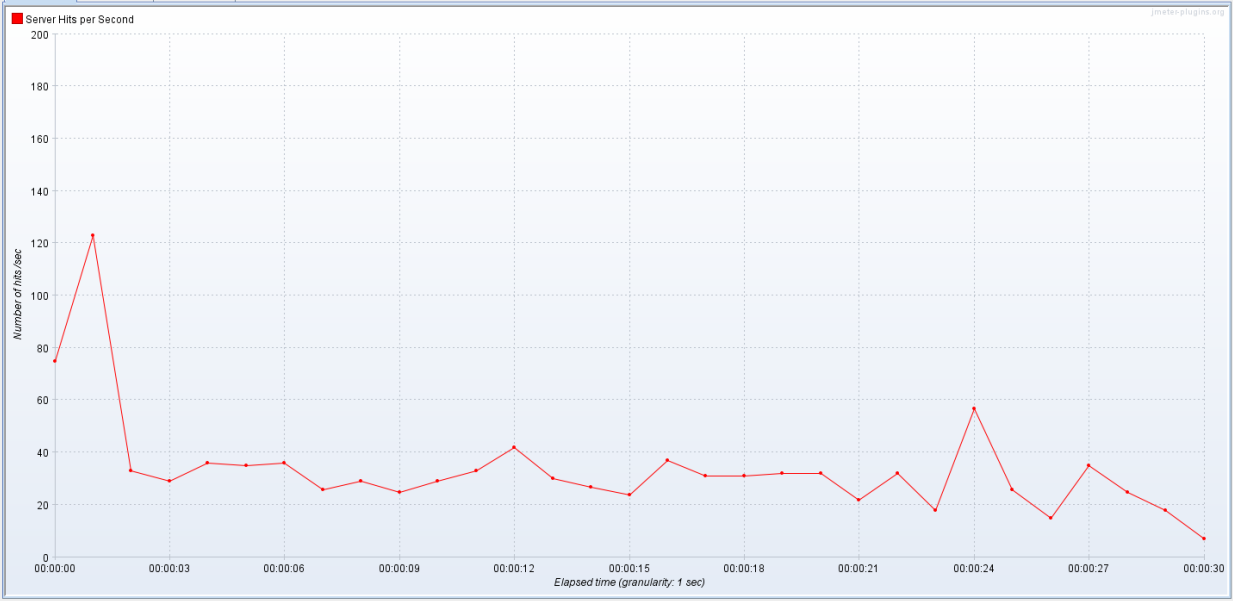 Server Hits per Second
jmeter-plugins.org
200
180
160
140
120
100
80
60
40
20
0
Number of hits /sec
00:00:00 00:00:03 00:00:06 00:00:09 00:00:12 00:00:15 00:00:18 00:00:21 00:00:24 00:00:27 00:00:30
Elapsed time (granularity: 1 sec)